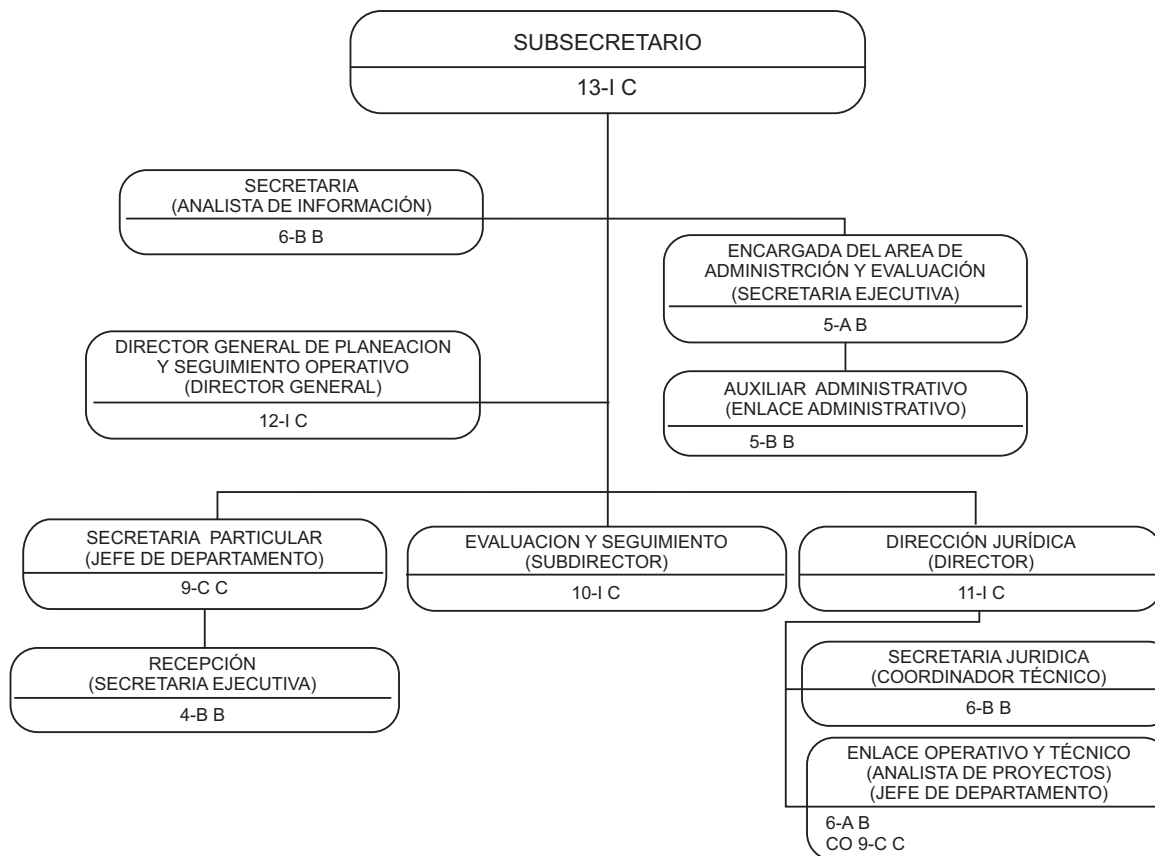 SUBSECRETARIO
13-I C
SECRETARIA
(ANALISTA DE INFORMACIÓN)
6-B B
ENCARGADA DEL AREA DE
ADMINISTRCIÓN Y EVALUACIÓN
(SECRETARIA EJECUTIVA)
5-A B
DIRECTOR GENERAL DE PLANEACION
Y SEGUIMIENTO OPERATIVO
(DIRECTOR GENERAL)
12-I C
AUXILIAR ADMINISTRATIVO
(ENLACE ADMINISTRATIVO)
5-B B
SECRETARIA PARTICULAR
(JEFE DE DEPARTAMENTO)
9-C C
EVALUACION Y SEGUIMIENTO
(SUBDIRECTOR)
10-I C
DIRECCIÓN JURÍDICA
(DIRECTOR)
11-I C
RECEPCIÓN
(SECRETARIA EJECUTIVA)
4-B B
SECRETARIA JURIDICA
(COORDINADOR TÉCNICO)
6-B B
ENLACE OPERATIVO Y TÉCNICO
(ANALISTA DE PROYECTOS)
(JEFE DE DEPARTAMENTO)
6-A B
CO 9-C C